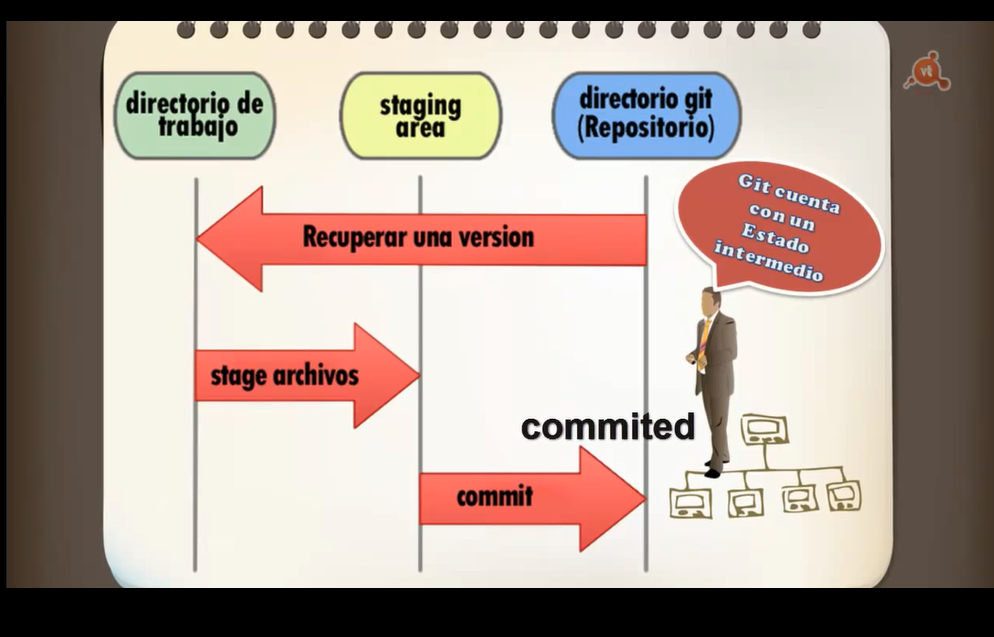 directorio de
trabajo
staging
area
directorio git
(Repositorio)
vt
Git cuenta
con un
Estado
intermedio
Recuperar una version
stage archivos
commited
commit